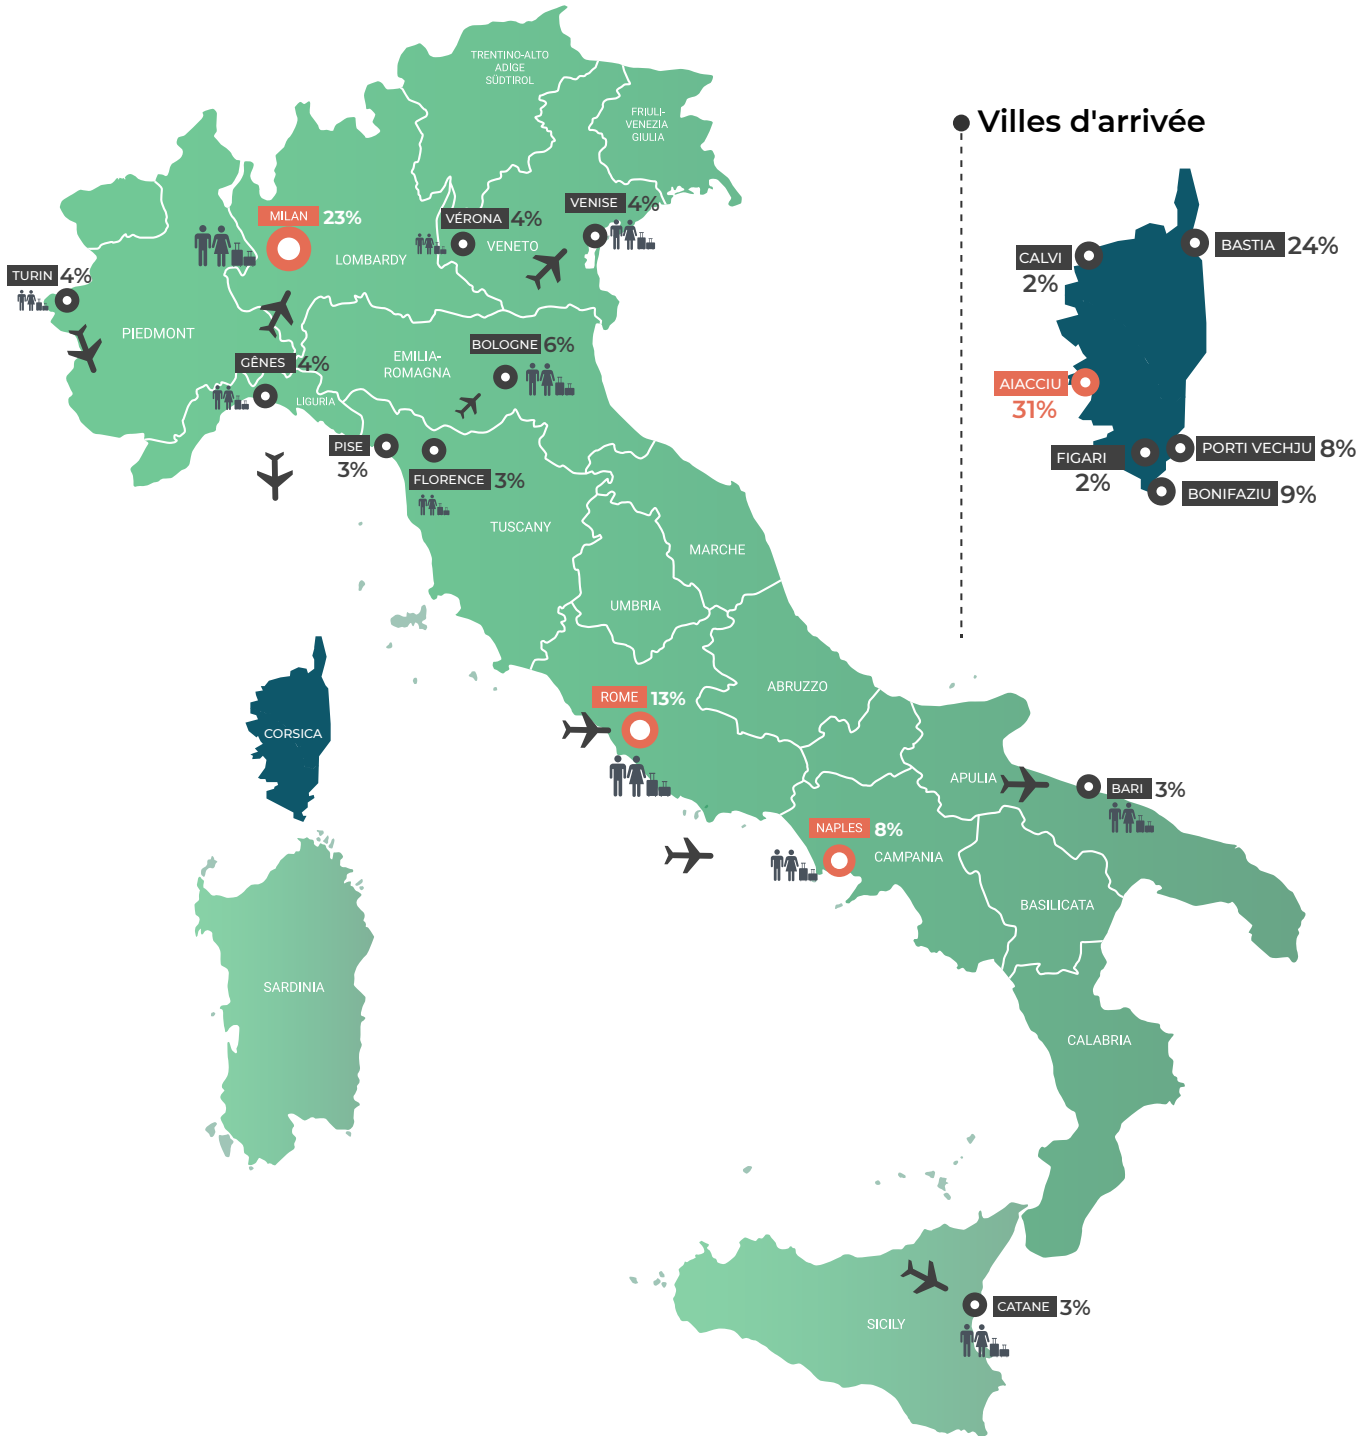 TRENTINO-ALTO
ADIGE
SÜDTIROL
FRIULI-
VENEZIA
GIULIA
MILAN 23%
VÉRONA 4%
VENISE 4%
VENETO
LOMBARDY
TURIN 4%
PIEDMONT
GÊNES 4%
EMILIA-
ROMAGNA
BOLOGNE 6%
LIGURIA
PISE
3%
FLORENCE 3%
TUSCANY
MARCHE
UMBRIA
ABRUZZO
ROME 13%
CORSICA
APULIA
BARI 3%
NAPLES 8%
CAMPANIA
BASILICATA
SARDINIA
CALABRIA
CATANE 3%
SICILY
Villes d'arrivée
CALVI
2%
BASTIA 24%
AIACCIU
31%
FIGARI
2%
PORTI VECHJU 8%
BONIFAZIU 9%